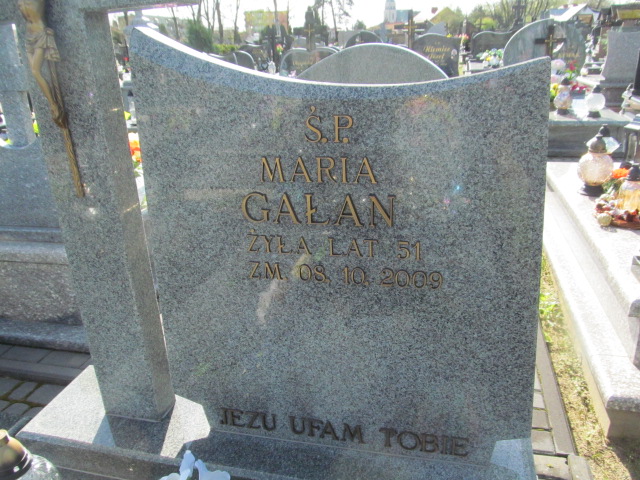 Ś.P.
MARIA
GAŁAN
ŻYŁA LAT 51
ZM. 08. 10. 2009
JEZU UFAM TOBIE